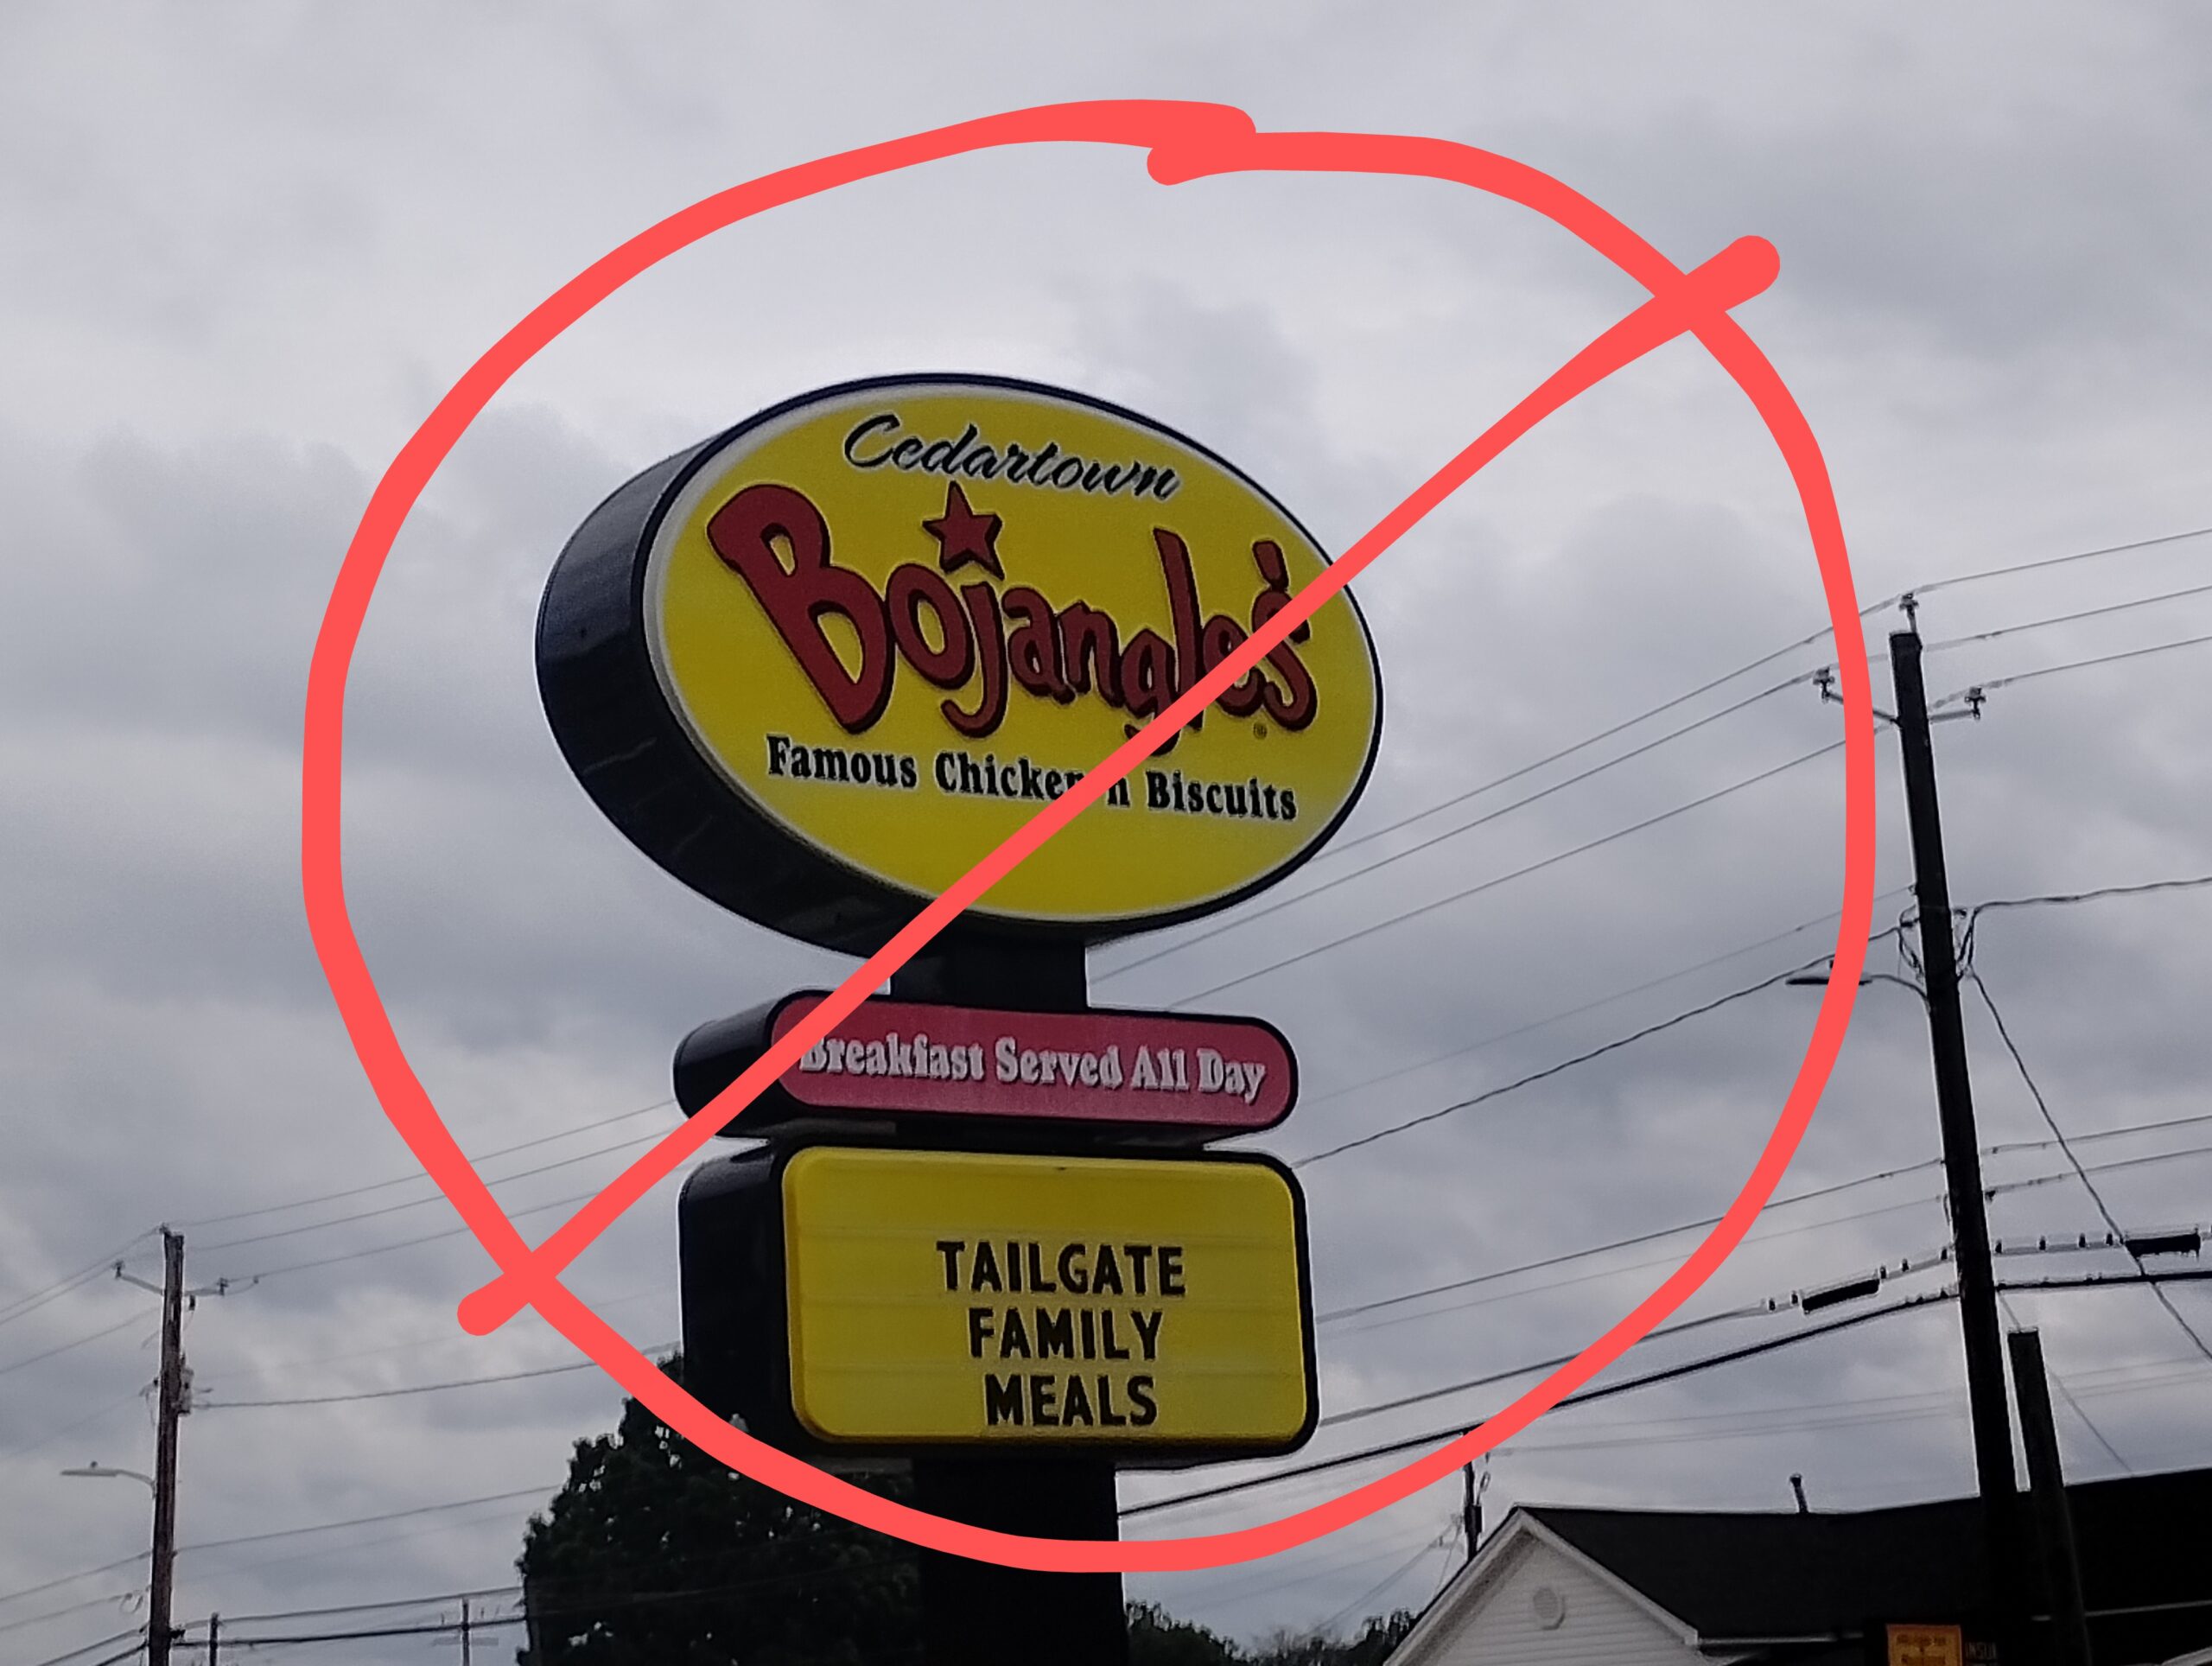 Cedartown
Bojangles'
Famous Chicken 'n Biscuits
Breakfast Served All Day
TAILGATE
FAMILY
MEALS